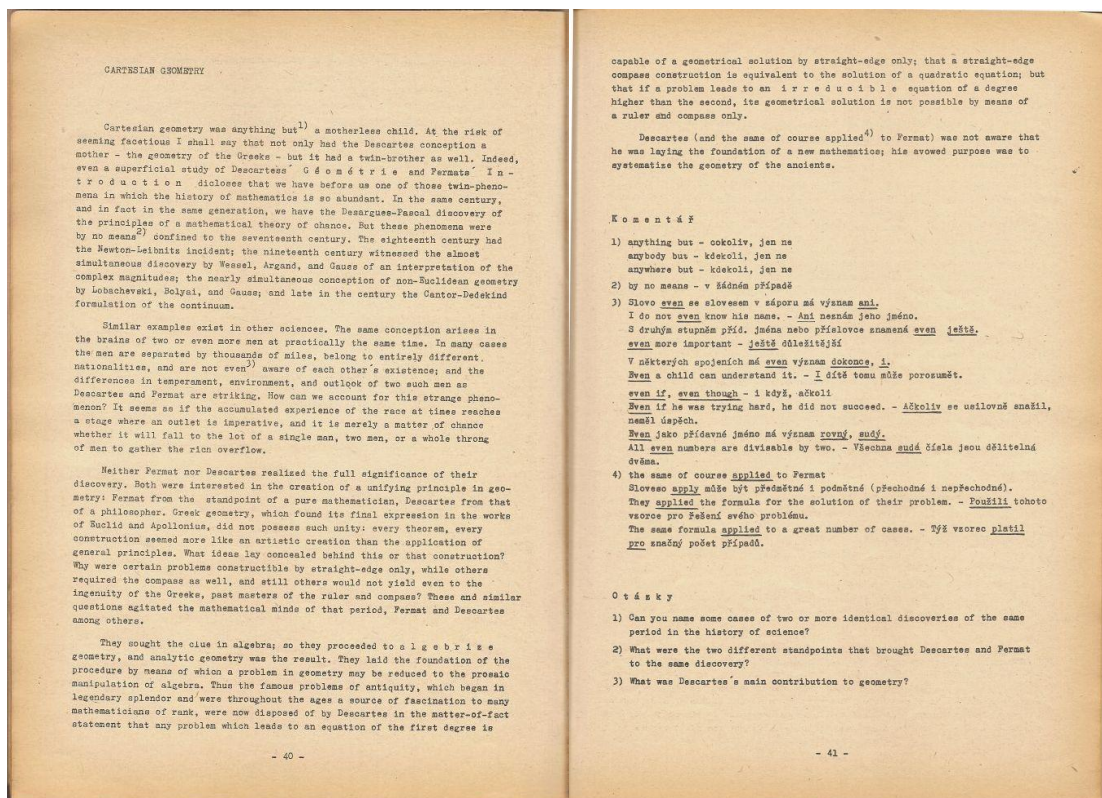 CARTESIAN GEOMETRY
Cartesian geometry was anything but1) a motherless child. At the risk of
seeming facetious I shall say that not only had the Descartes conception a
mother - the geometry of the Greeks - but it had a twin-brother as well. Indeed,
even a superficial study of Descartess´ G é o m é t r i e and Fermats´ I n -
t r o d u c t i o n dicloses that we have before us one of those twin-pheno-
mena in which the history of mathematics is so abundant. In the same century,
and in fact in the same generation, we have the Desargues-Pascal discovery of
the principles of a mathematical theory of chance. But these phenomena were
by no means2) confined to the seventeenth century. The eighteenth century had
the Newton-Leibnits incident; the nineteenth century witnessed the almost
simultaneous discovery by Wessel, Argand, and Gauss of an interpretation of the
complex magnitudes; the nearly simultaneous conception of non-Euclidean geometry
by Lobachevski, Bolyai, and Gauss; and late in the century the Cantor-Dedekind
formulation of the continuum.
Similar examples exist in other sciences. The same conception arises in
the brains of two or even more men at practically the same time. In many cases
the men are separated by thousands of miles, belong to entirely different
nationalities, and are not even3) aware of each other´s existence; and the
differences in temperament, environment, and outlook of two such men as
Descartes and Fermat are striking. How can we account for this strange pheno-
menon? It seems as if the accumulated experience of the race at times reaches
a stage where an outlet is imperative, and it is merely a matter of chance
whether it will fall to the lot of a single man, two men, or a whole throng
of men to gather the rich overflow.
Neither Fermat nor Descartes realized the full significance of their
discovery. Both were interested in the creation of a unifying principle in geo-
metry: Fermat from the standpoint of a pure mathematician, Descartes from that
of a philosopher. Greek geometry, which found its final expression in the works
of Euclid and Apollonius, did not possess such unity: every theorem, every
construction seemed more like an artistic creation than the application of
general principles. What ideas lay concealed behind this or that construction?
Why were certain problems constructible by straight-edge only, while others
required the compass as well, and still others would not yield even to the
ingenuity of the Greeks, past masters of the ruler and compass? These and similar
questions agitated the mathematical minds of that period, Fermat and Descartes
among others.
They sought the clue in algebra; so they proceeded to a l g e b r i z e
geometry, and analytic geometry was the result. They laid the foundation of the
procedure by means of which a problem in geometry may be reduced to the prosaic
manipulation of algebra. Thus the famous problems of antiquity, which began in
legendary splendor and were throughout the ages a source of fascination to many
mathematicians of rank, were now disposed of by Descartes in the matter-of-fact
statement that any problem which leads to an equation of the first degree is
- 40 -
capable of a geometrical solution by straight-edge only; that a straight-edge
compass construction is equivalent to the solution of a quadratic equation; but
that if a problem leads to an i r r e d u c i b l e equation of a degree
higher than the second, its geometrical solution is not possible by means of
a ruler and compass only.
Descartes (and the same of course applied4) to Fermat) was not aware that
he was laying the foundation of a new mathematics; his avowed purpose was to
systematize the geometry of the ancients.
K o m e n t á ř
1) anything but - cokoliv, jen ne
anybody but - kdekoli, jen ne
anywhere but - kdekoli, jen ne
2) by no means - v žádném případě
3) Slovo even se slovesem v záporu má význam ani.
I do not even know his name. - Ani neznám jeho jméno.
S druhým stupněm příd. jména nebo příslovce znamená even ještě.
even more important - ještě důležitější
V některých spojeních má even význam dokonce, i.
Even a child can understand it. - I dítě tomu může porozumět.
even if, even though - i když, ačkoli
Even if he was trying hard, he did not succeed. - Ačkoliv se usilovně snažil,
neměl úspěch.
Even jako přídavné jméno má význam rovný, sudý.
All even numbers are divisable by two. - Všechna sudá čísla jsou dělitelná
dvěma.
4) the same of course applied to Fermat
Sloveso apply může být předmětné i podmětné (přechodné i nepřechodné).
They applied the formula for the solution of their problem. - Použili tohoto
vzorce pro řešení svého problému.
The same formula applied to a great number of cases. - Týž vzorec platil
pro značný počet případů.
O t á z k y
1) Can you name some cases of two or more identical discoveries of the same
period in the history of science?
2) What were the two different standpoints that brought Descartes and Fermat
to the same discovery?
3) What was Descartes´s main contribution to geometry?
- 41 -